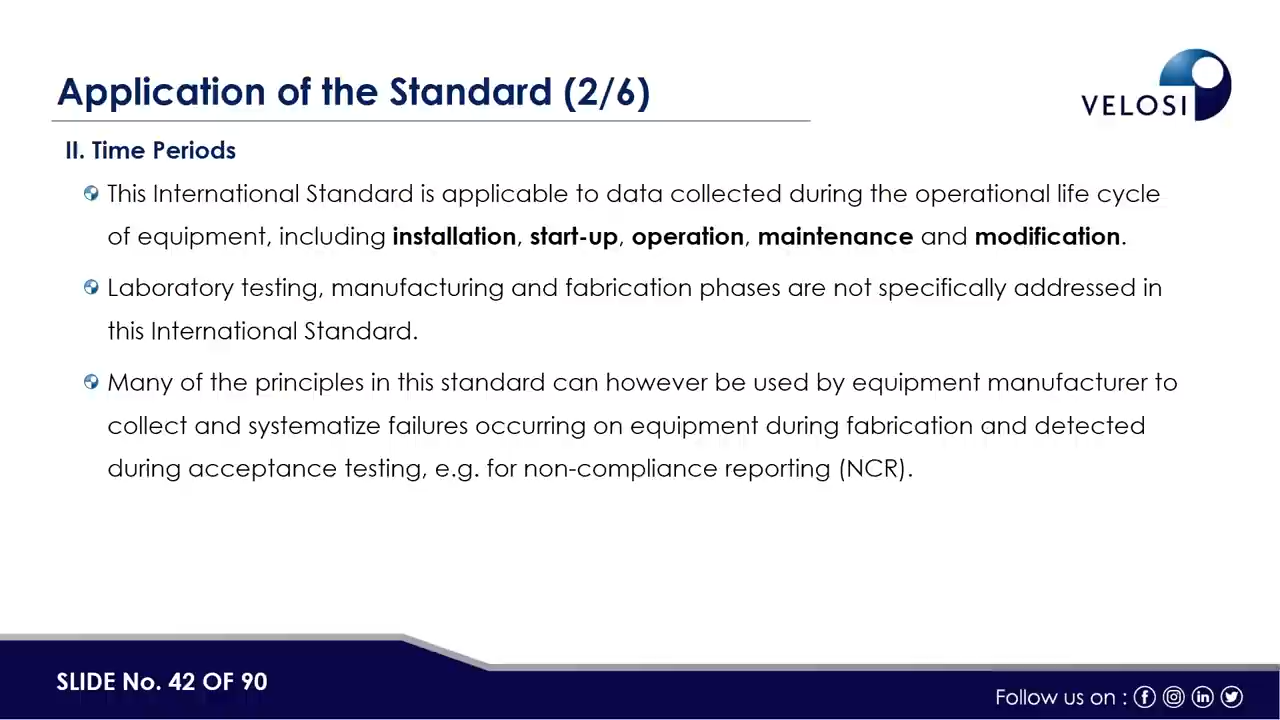 Application of the Standard (2/6)
VELOSI
II. Time Periods
This International Standard is applicable to data collected during the operational life cycle
of equipment, including installation, start-up, operation, maintenance and modification.
Laboratory testing, manufacturing and fabrication phases are not specifically addressed in
this International Standard.
Many of the principles in this standard can however be used by equipment manufacturer to
collect and systematize failures occurring on equipment during fabrication and detected
during acceptance testing, e.g. for non-compliance reporting (NCR).
SLIDE No. 42 OF 90
Follow us on :